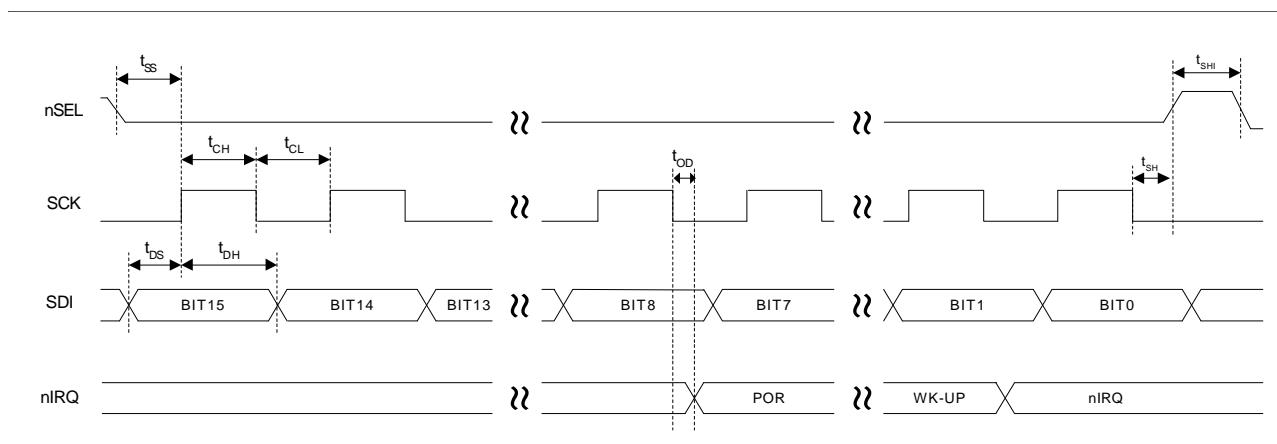 tSS
tSHI
nSEL
tCH
tCL
tOD
tSH
SCK
tDS
tDH
SDI
BIT15
BIT14
BIT13
BIT8
BIT7
BIT1
BIT0
nIRQ
POR
WK-UP
nIRQ